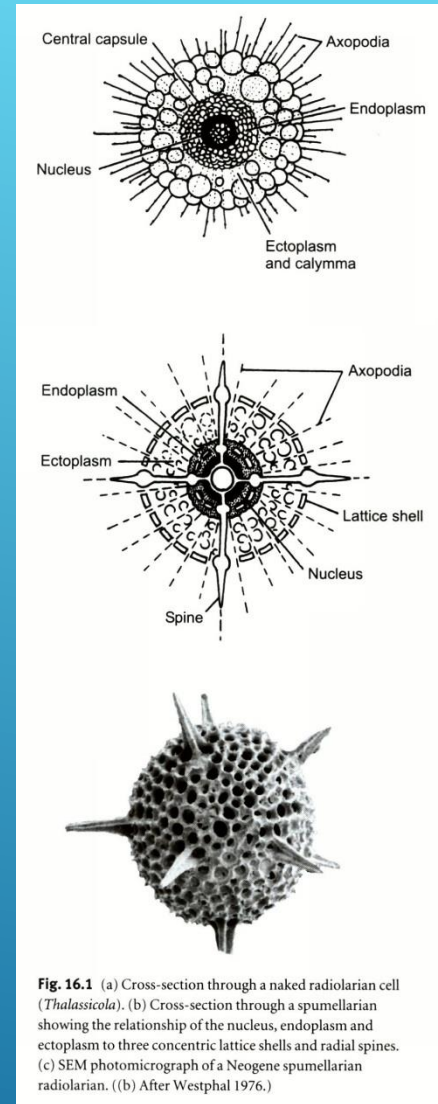 Central capsule
Axopodia
Endoplasm
Nucleus
Ectoplasm
and calymma
Endoplasm
Axopodia
Ectoplasm
Lattice shell
Nucleus
Spine
Fig. 16.1 (a) Cross-section through a naked radiolarian cell
(Thalassicola). (b) Cross-section through a spumellarian
showing the relationship of the nucleus, endoplasm and
ectoplasm to three concentric lattice shells and radial spines.
(c) SEM photomicrograph of a Neogene spumellarian
radiolarian. ((b) After Westphal 1976.)